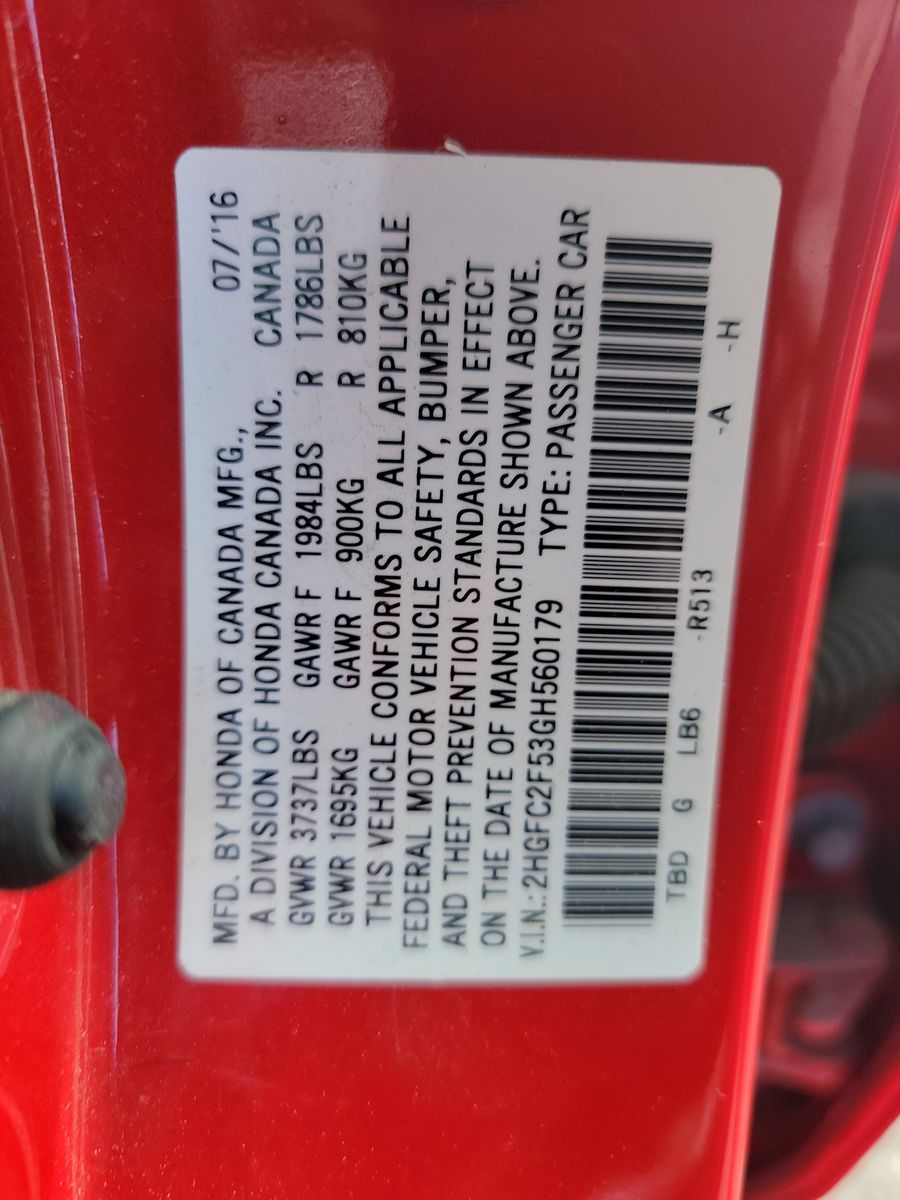 MFD. BY HONDA OF CANADA MFG., 07/'16
A DIVISION OF HONDA CANADA INC. CANADA
GVWR 3737LBS GAWR F 1984LBS R 1786LBS
GVWR 1695KG GAWR F 900KG R 810KG
THIS VEHICLE CONFORMS TO ALL APPLICABLE
FEDERAL MOTOR VEHICLE SAFETY, BUMPER,
AND THEFT PREVENTION STANDARDS IN EFFECT
ON THE DATE OF MANUFACTURE SHOWN ABOVE.
V.I.N.: 2HGFC2F53GH560179 TYPE: PASSENGER CAR
TBD G LB6 -R513 -A -H